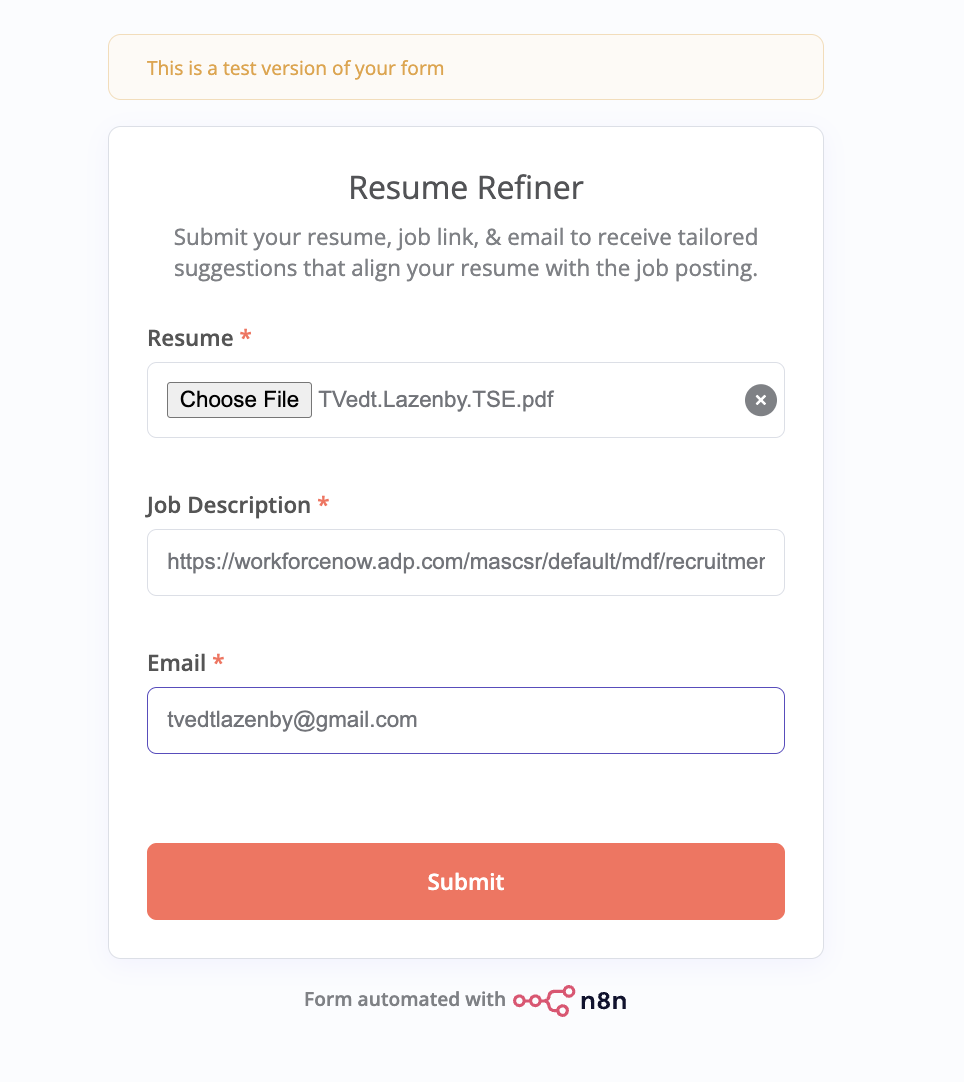 This is a test version of your form
Resume Refiner
Submit your resume, job link, & email to receive tailored
suggestions that align your resume with the job posting.
Resume *
Choose File TVedt.Lazenby.TSE.pdf
Job Description *
https://workforcenow.adp.com/mascsr/default/mdf/recruitmer
Email *
tvedtlazenby@gmail.com
Submit
Form automated with n8n